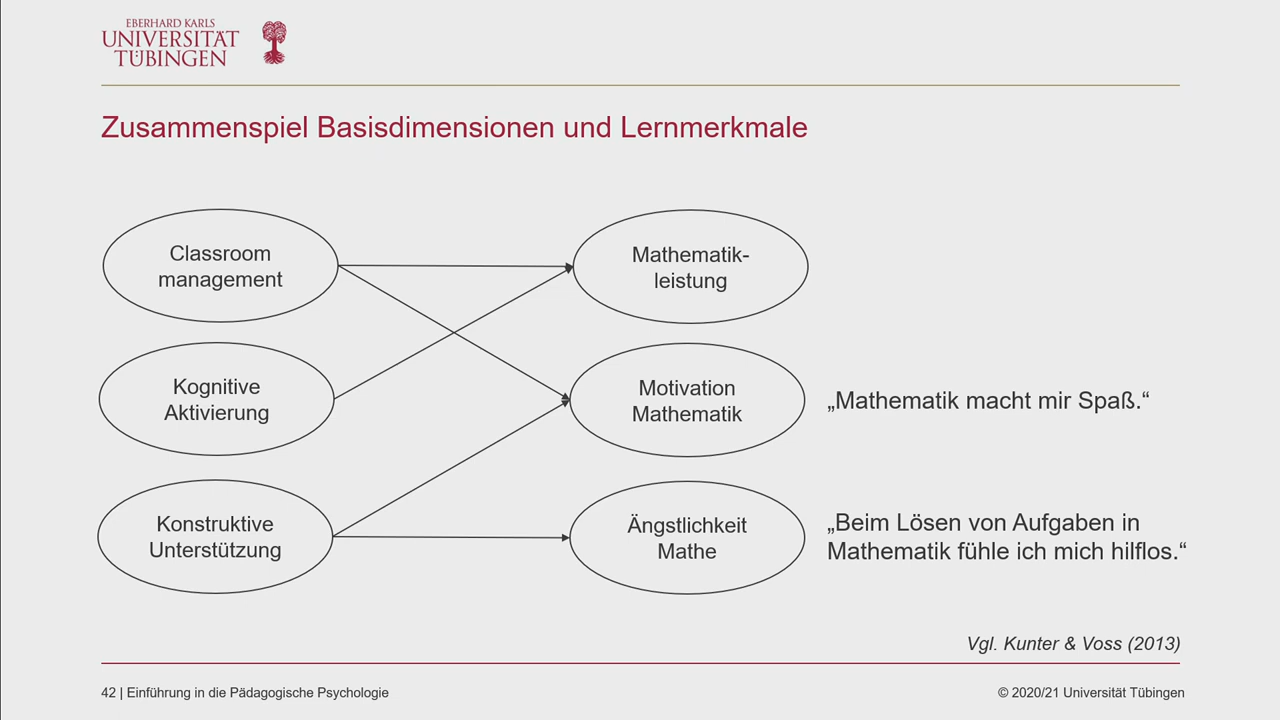 EBERHARD KARLS
UNIVERSITÄT
TÜBINGEN
Zusammenspiel Basisdimensionen und Lernmerkmale
Classroom
management
Mathematik-
leistung
Kognitive
Aktivierung
Motivation
Mathematik
„Mathematik macht mir Spaß.“
Konstruktive
Unterstützung
Ängstlichkeit
Mathe
„Beim Lösen von Aufgaben in
Mathematik fühle ich mich hilflos.“
Vgl. Kunter & Voss (2013)
42 | Einführung in die Pädagogische Psychologie
© 2020/21 Universität Tübingen